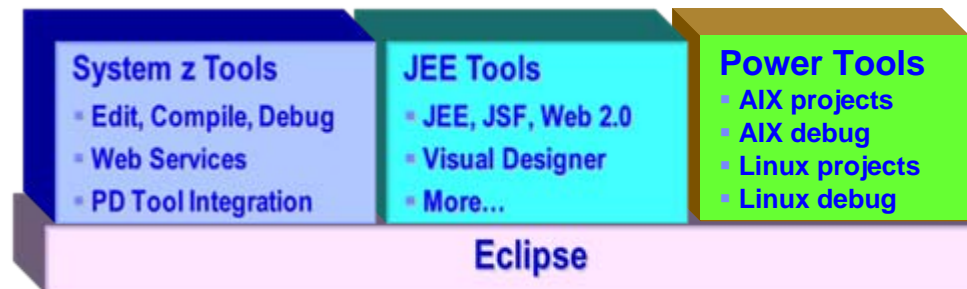 System z Tools
▪ Edit, Compile, Debug
▪ Web Services
▪ PD Tool Integration
JEE Tools
▪ JEE, JSF, Web 2.0
▪ Visual Designer
▪ More...
Power Tools
▪ AIX projects
▪ AIX debug
▪ Linux projects
▪ Linux debug
Eclipse